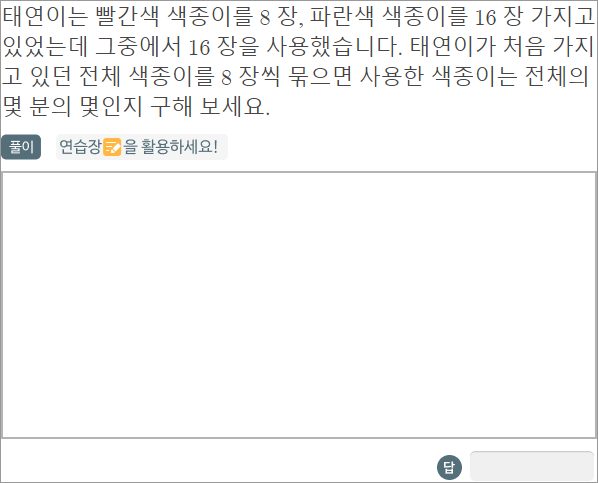 태연이는 빨간색 색종이를 8 장, 파란색 색종이를 16 장 가지고
있었는데 그중에서 16 장을 사용했습니다. 태연이가 처음 가지
고 있던 전체 색종이를 8 장씩 묶으면 사용한 색종이는 전체의
몇 분의 몇인지 구해 보세요.
풀이 연습장을 활용하세요!
답